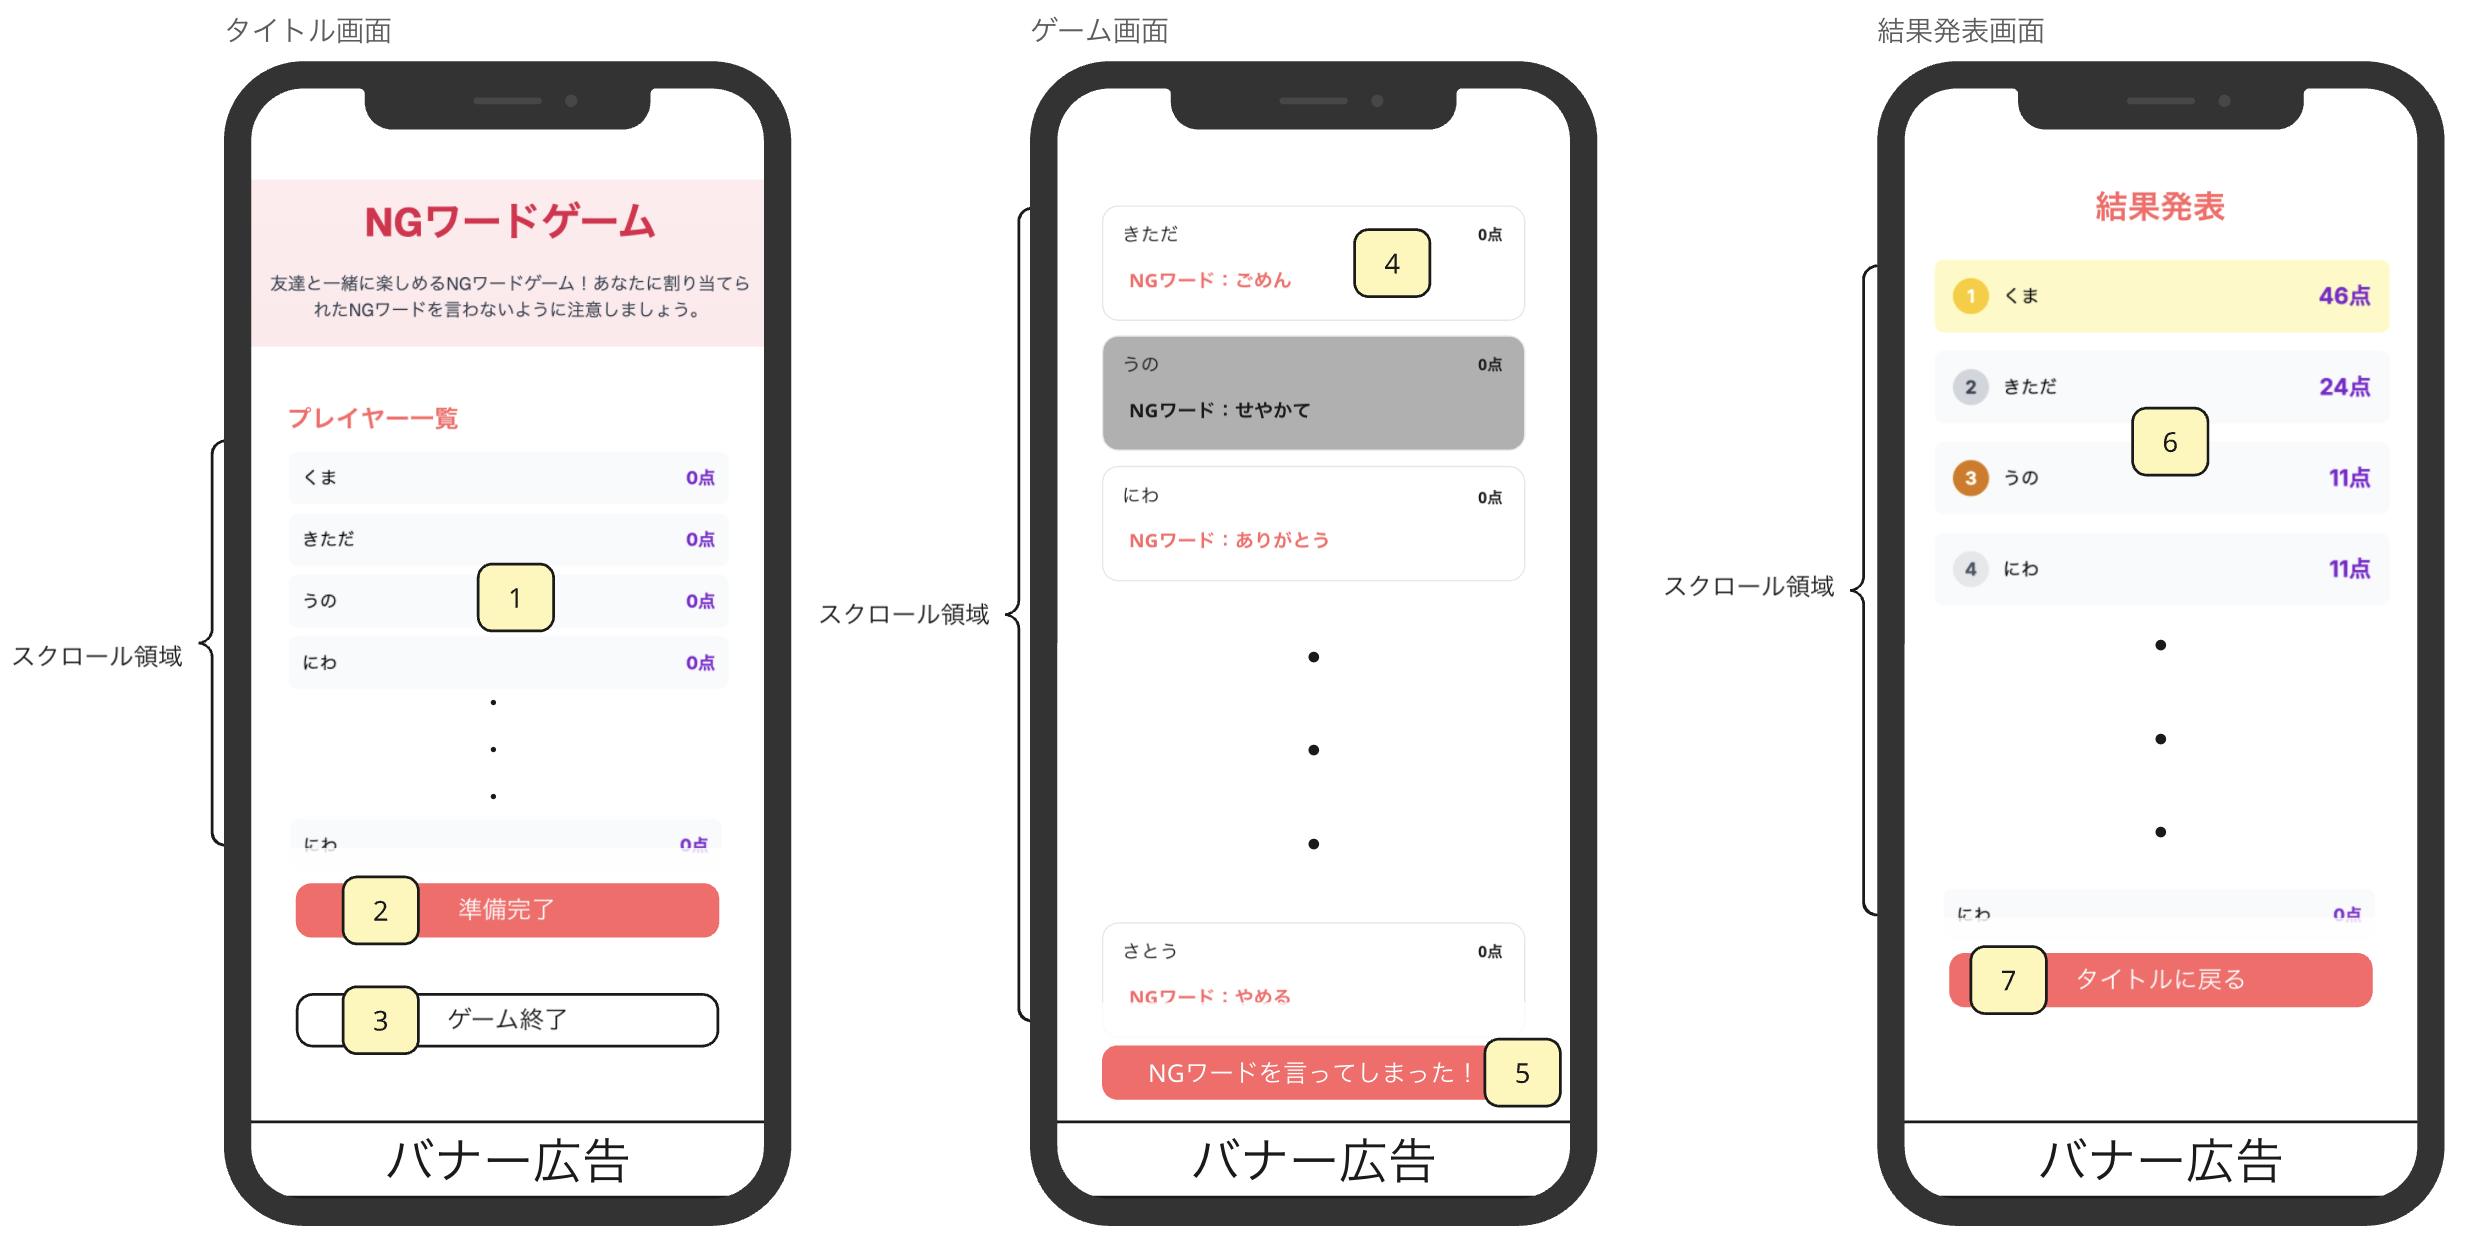 タイトル画面
NGワードゲーム
友達と一緒に楽しめるNGワードゲーム！あなたに割り当てら
れたNGワードを言わないように注意しましょう。
プレイヤー一覧
くま 0点
きただ 0点
1
うの 0点
にわ 0点
スクロール領域
にわ 0点
2 準備完了
3 ゲーム終了
バナー広告
ゲーム画面
きただ 0点
4
NGワード：ごめん
うの 0点
NGワード：せやかて
にわ 0点
NGワード：ありがとう
スクロール領域
さとう 0点
NGワード：やめる
NGワードを言ってしまった！ 5
バナー広告
結果発表画面
結果発表
1 くま 46点
2 きただ 24点
6
3 うの 11点
4 にわ 11点
スクロール領域
にわ 0点
7 タイトルに戻る
バナー広告